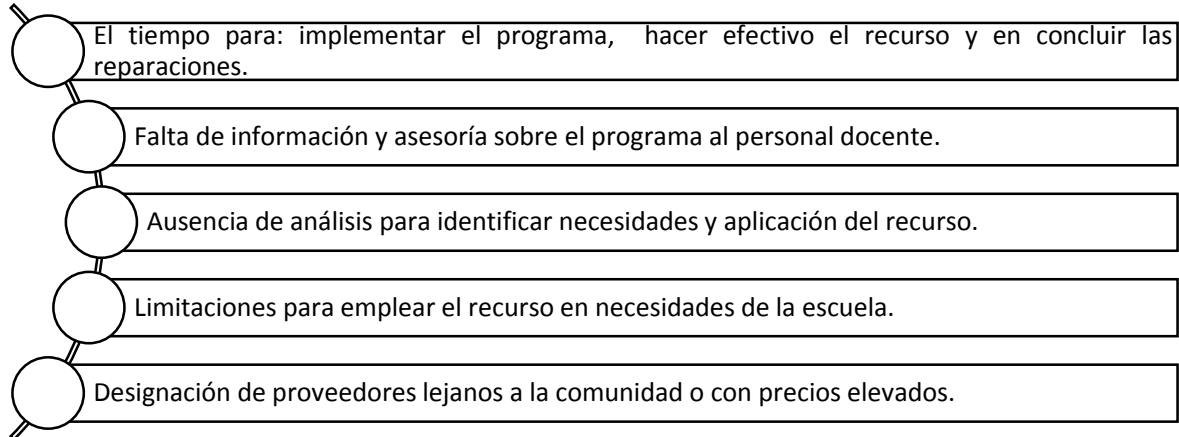 El tiempo para: implementar el programa, hacer efectivo el recurso y en concluir las
reparaciones.
Falta de información y asesoría sobre el programa al personal docente.
Ausencia de análisis para identificar necesidades y aplicación del recurso.
Limitaciones para emplear el recurso en necesidades de la escuela.
Designación de proveedores lejanos a la comunidad o con precios elevados.